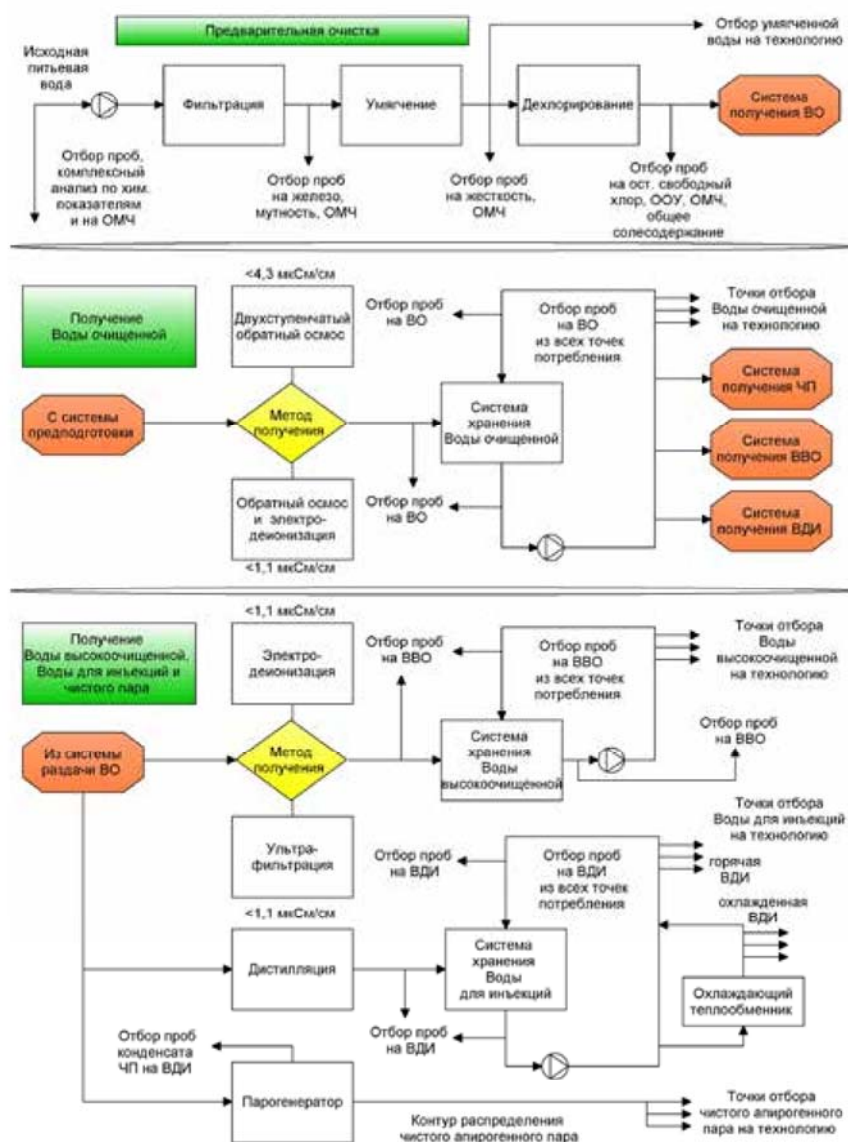 Предварительная очистка
Отбор умягченной
воды на технологию
Исходная
питьевая
вода
Фильтрация
Умягчение
Дехлорирование
Система
получения ВО
Отбор проб,
комплексный
анализ по хим.
показателям
и на ОМЧ
Отбор проб
на железо,
мутность, ОМЧ
Отбор проб
на жесткость,
ОМЧ
Отбор проб
на ост. свободный
хлор, ООУ, ОМЧ,
общее
солесодержание
<4,3 мкСм/см
Получение
Воды очищенной
Двухступенчатый
обратный осмос
Отбор проб
на ВО
Отбор проб
на ВО
из всех точек
потребления
Точки отбора
Воды очищенной
на технологию
Система
получения ЧП
С системы
предподготовки
Метод
получения
Система
хранения
Воды очищенной
Система
получения ВВО
Обратный осмос
и электро-
деионизация
Отбор проб
на ВО
Система
получения ВДИ
<1,1 мкСм/см
<1,1 мкСм/см
Получение
Воды высокоочищенной,
Воды для инъекций и
чистого пара
Электро-
деионизация
Отбор проб
на ВВО
Отбор проб
на ВВО
из всех точек
потребления
Точки отбора
Воды
высокоочищенной
на технологию
Из системы
раздачи ВО
Метод
получения
Система
хранения
Воды
высокоочищенной
Отбор проб
на ВВО
Ультра-
фильтрация
Отбор проб
на ВДИ
Отбор проб
на ВДИ
из всех точек
потребления
Точки отбора
Воды для инъекций
на технологию
горячая
ВДИ
охлажденная
ВДИ
<1,1 мкСм/см
Дистилляция
Система
хранения
Воды
для инъекций
Охлаждающий
теплообменник
Отбор проб
на ВДИ
Отбор проб
конденсата
ЧП на ВДИ
Парогенератор
Контур распределения
чистого апирогенного пара
Точки отбора
чистого апирогенного
пара на технологию